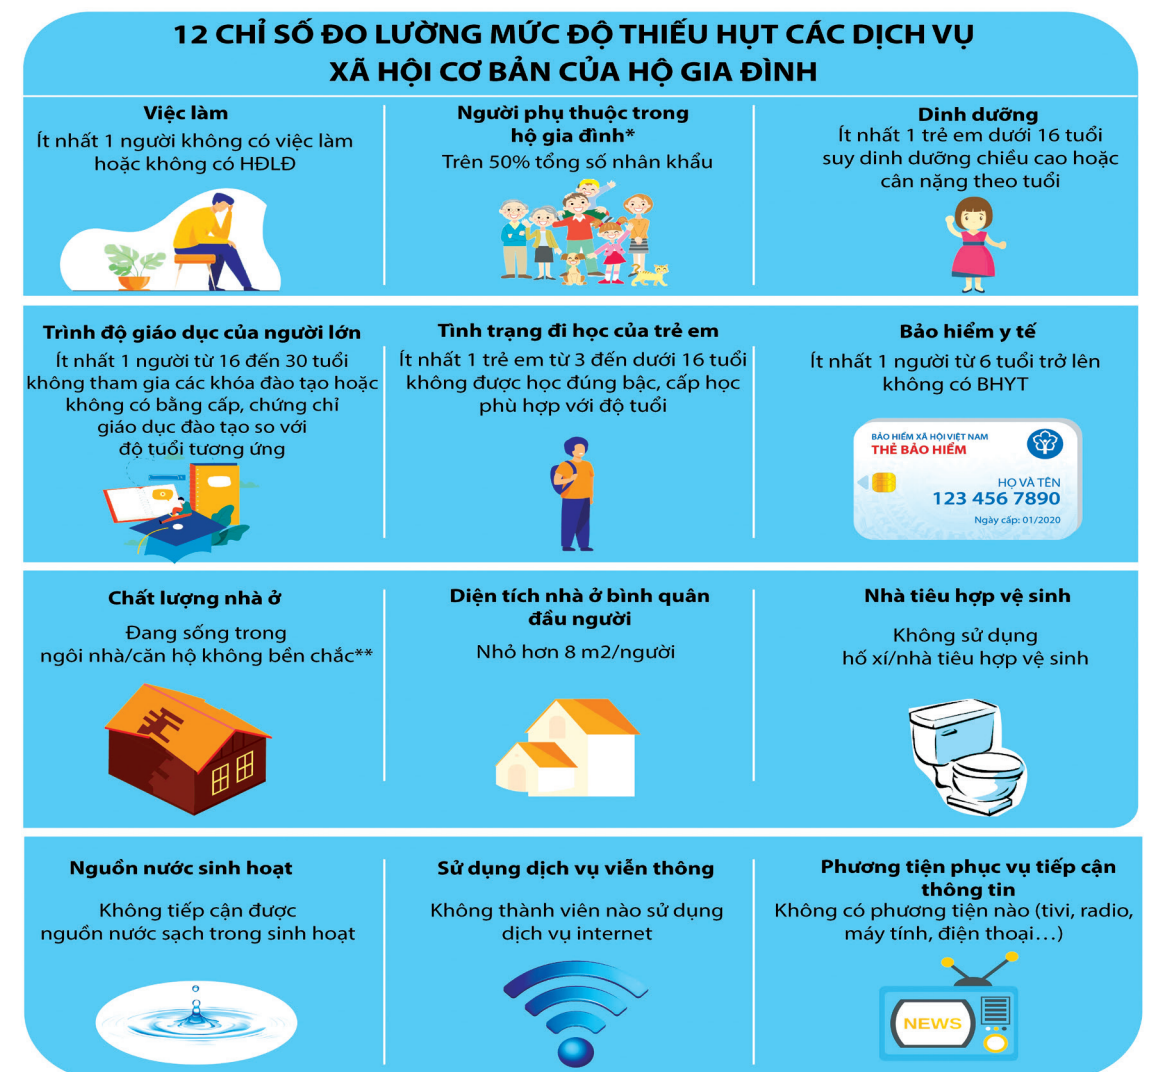 12 CHỈ SỐ ĐO LƯỜNG MỨC ĐỘ THIẾU HỤT CÁC DỊCH VỤ
XÃ HỘI CƠ BẢN CỦA HỘ GIA ĐÌNH
Việc làm
Ít nhất 1 người không có việc làm
hoặc không có HĐLĐ
Người phụ thuộc trong
hộ gia đình*
Trên 50% tổng số nhân khẩu
Dinh dưỡng
Ít nhất 1 trẻ em dưới 16 tuổi
suy dinh dưỡng chiều cao hoặc
cân nặng theo tuổi
Trình độ giáo dục của người lớn
Ít nhất 1 người từ 16 đến 30 tuổi
không tham gia các khóa đào tạo hoặc
không có bằng cấp, chứng chỉ
giáo dục đào tạo so với
độ tuổi tương ứng
Tình trạng đi học của trẻ em
Ít nhất 1 trẻ em từ 3 đến dưới 16 tuổi
không được học đúng bậc, cấp học
phù hợp với độ tuổi
Bảo hiểm y tế
Ít nhất 1 người từ 6 tuổi trở lên
không có BHYT
BẢO HIỂM XÃ HỘI VIỆT NAM
THẺ BẢO HIỂM
HỌ VÀ TÊN
123 456 7890
Ngày cấp: 01/2020
Chất lượng nhà ở
Đang sống trong
ngôi nhà/căn hộ không bền chắc**
Diện tích nhà ở bình quân
đầu người
Nhỏ hơn 8 m2/người
Nhà tiêu hợp vệ sinh
Không sử dụng
hố xí/nhà tiêu hợp vệ sinh
Nguồn nước sinh hoạt
Không tiếp cận được
nguồn nước sạch trong sinh hoạt
Sử dụng dịch vụ viễn thông
Không thành viên nào sử dụng
dịch vụ internet
Phương tiện phục vụ tiếp cận
thông tin
Không có phương tiện nào (tivi, radio,
máy tính, điện thoại…)
NEWS